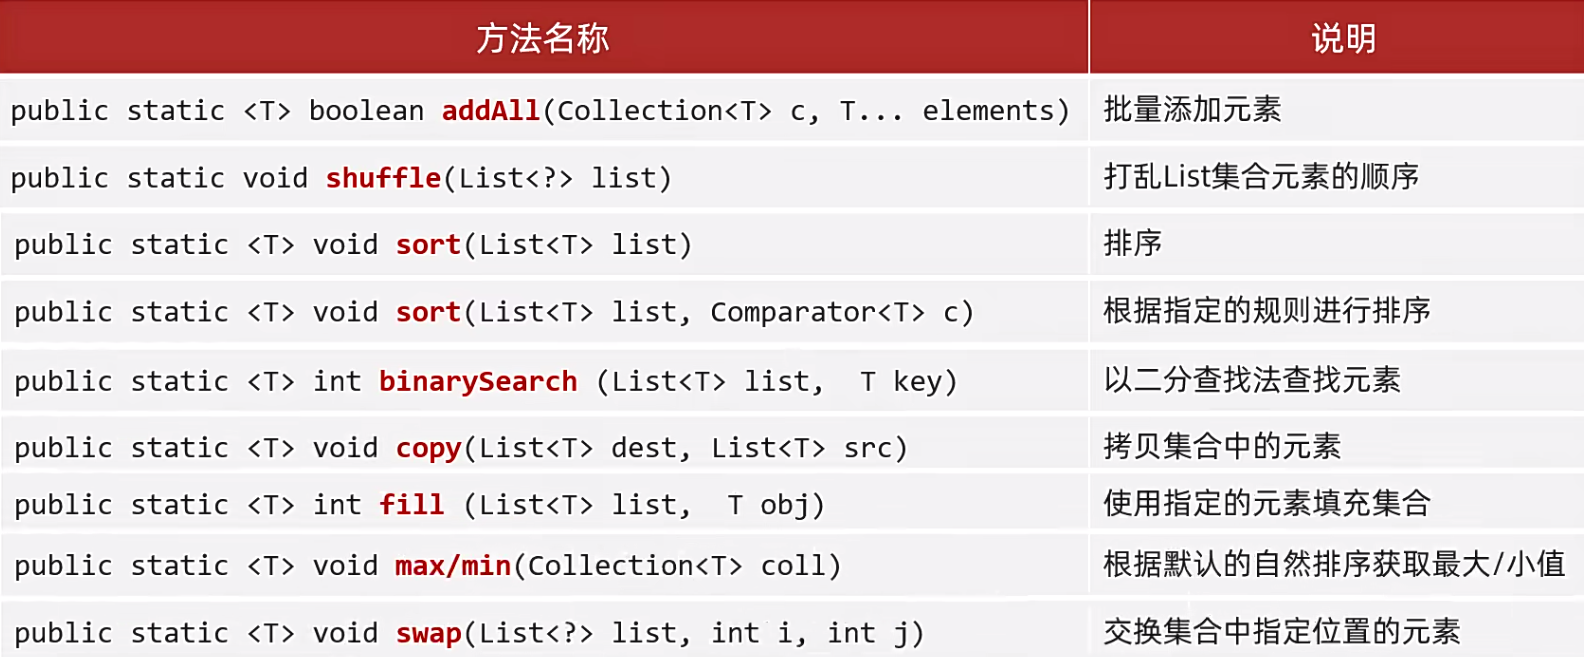 方法名称 说明
public static <T> boolean addAll(Collection<T> c, T... elements) 批量添加元素
public static void shuffle(List<?> list) 打乱List集合元素的顺序
public static <T> void sort(List<T> list) 排序
public static <T> void sort(List<T> list, Comparator<T> c) 根据指定的规则进行排序
public static <T> int binarySearch (List<T> list,  T key) 以二分查找法查找元素
public static <T> void copy(List<T> dest, List<T> src) 拷贝集合中的元素
public static <T> int fill (List<T> list,  T obj) 使用指定的元素填充集合
public static <T> void max/min(Collection<T> coll) 根据默认的自然排序获取最大/小值
public static <T> void swap(List<?> list, int i, int j) 交换集合中指定位置的元素